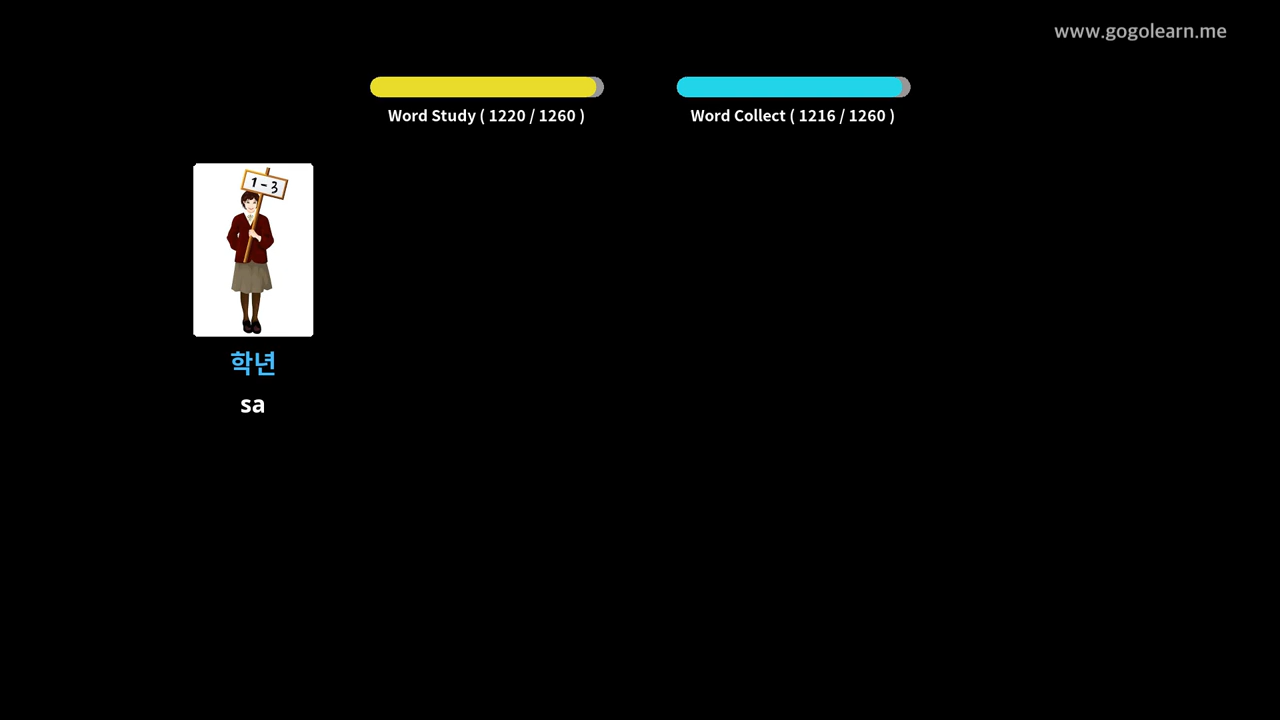 www.gogolearn.me
Word Study ( 1220 / 1260 )
Word Collect ( 1216 / 1260 )
1-3
학년
sa